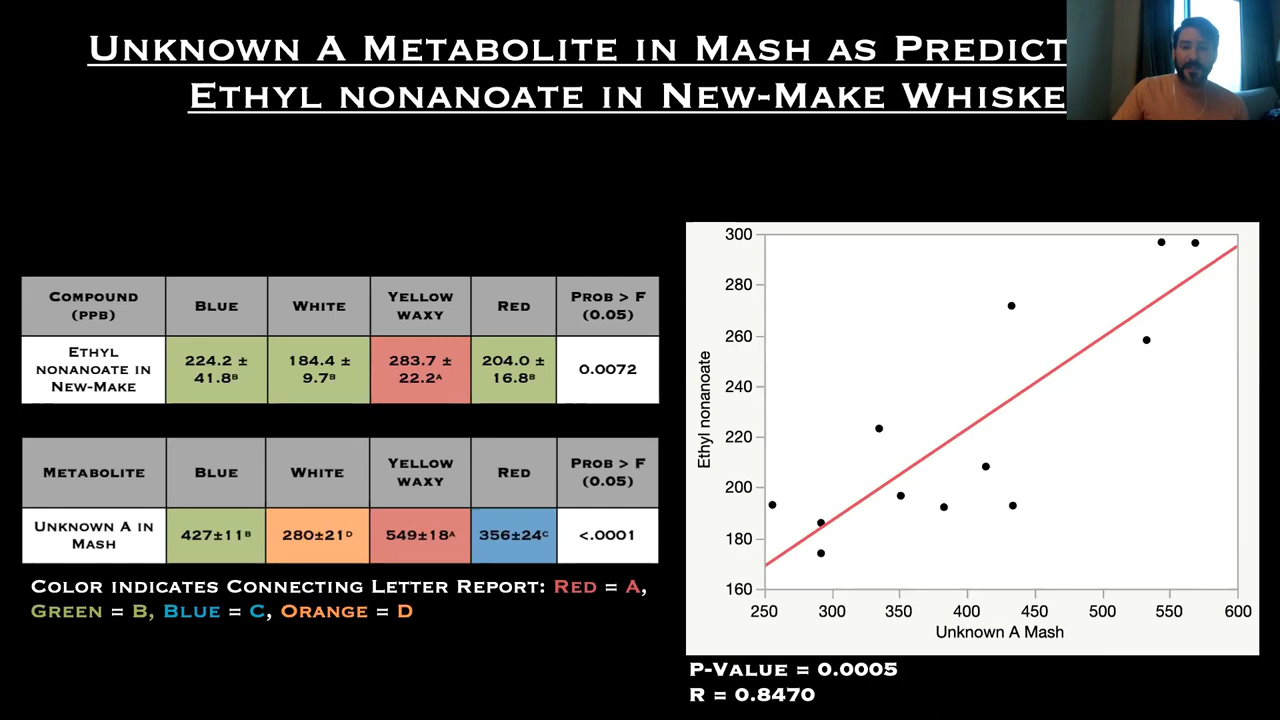 Unknown A Metabolite in Mash as Predict
Ethyl nonanoate in New-Make Whiske
Compound (ppb) Blue White Yellow waxy Red Prob > F (0.05)
Ethyl nonanoate in New-Make 224.2 ± 41.8ᴮ 184.4 ± 9.7ᴮ 283.7 ± 22.2ᴬ 204.0 ± 16.8ᴮ 0.0072
Metabolite Blue White Yellow waxy Red Prob > F (0.05)
Unknown A in Mash 427±11ᴮ 280±21ᴰ 549±18ᴬ 356±24ᶜ <.0001
Color indicates Connecting Letter Report: Red = A,
Green = B, Blue = C, Orange = D
Ethyl nonanoate
300
280
260
240
220
200
180
160
250 300 350 400 450 500 550 600
Unknown A Mash
P-Value = 0.0005
R = 0.8470